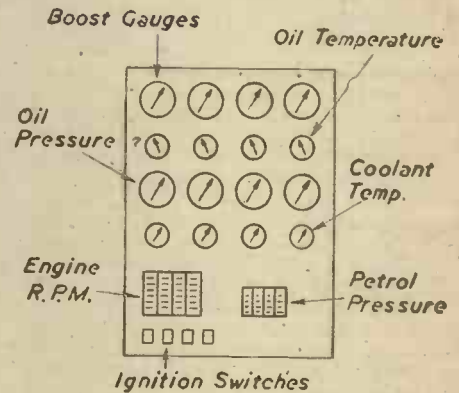 Boost Gauges
Oil Temperature
Oil
Pressure
?
Coolant
Temp.
Engine
R.P.M.
Petrol
Pressure
Ignition Switches